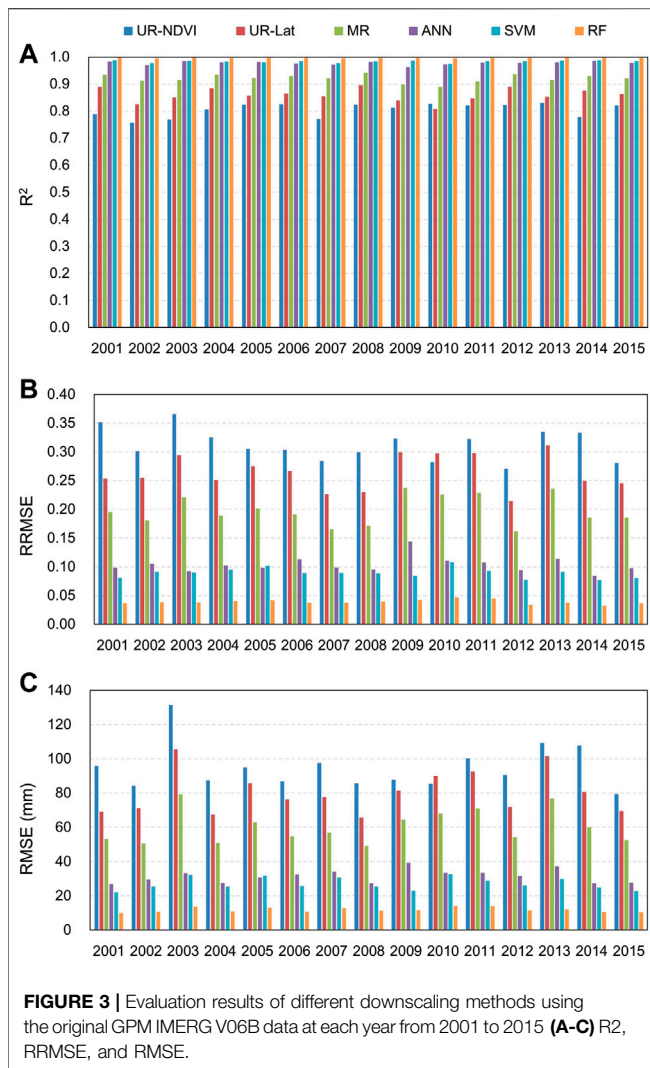 UR-NDVI UR-Lat MR ANN SVM RF
A
1.0
0.9
0.8
0.7
0.6
0.5
0.4
0.3
0.2
0.1
0.0
R²
2001 2002 2003 2004 2005 2006 2007 2008 2009 2010 2011 2012 2013 2014 2015
B
0.40
0.35
0.30
0.25
0.20
0.15
0.10
0.05
0.00
RRMSE
2001 2002 2003 2004 2005 2006 2007 2008 2009 2010 2011 2012 2013 2014 2015
C
140
120
100
80
60
40
20
0
RMSE (mm)
2001 2002 2003 2004 2005 2006 2007 2008 2009 2010 2011 2012 2013 2014 2015
FIGURE 3 | Evaluation results of different downscaling methods using
the original GPM IMERG V06B data at each year from 2001 to 2015 (A-C) R2,
RRMSE, and RMSE.